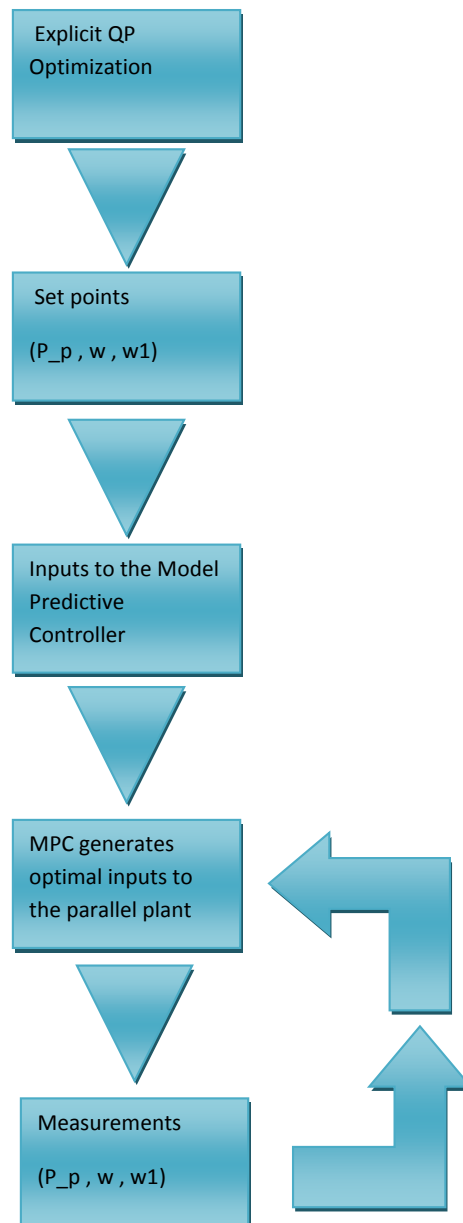 Explicit QP
Optimization
Set points
(P_p , w , w1)
Inputs to the Model
Predictive
Controller
MPC generates
optimal inputs to
the parallel plant
Measurements
(P_p , w , w1)